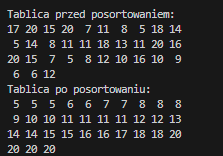 Tablica przed posortowaniem:
17 20 15 20  7 11  8  5 18 14
 5 14  8 11 11 18 13 11 20 16
20 15  7  5  8 12 10 16 10  9
 6  6 12
Tablica po posortowaniu:
 5  5  5  6  6  7  7  8  8  8
 9 10 10 11 11 11 11 12 12 13
14 14 15 15 16 16 17 18 18 20
20 20 20